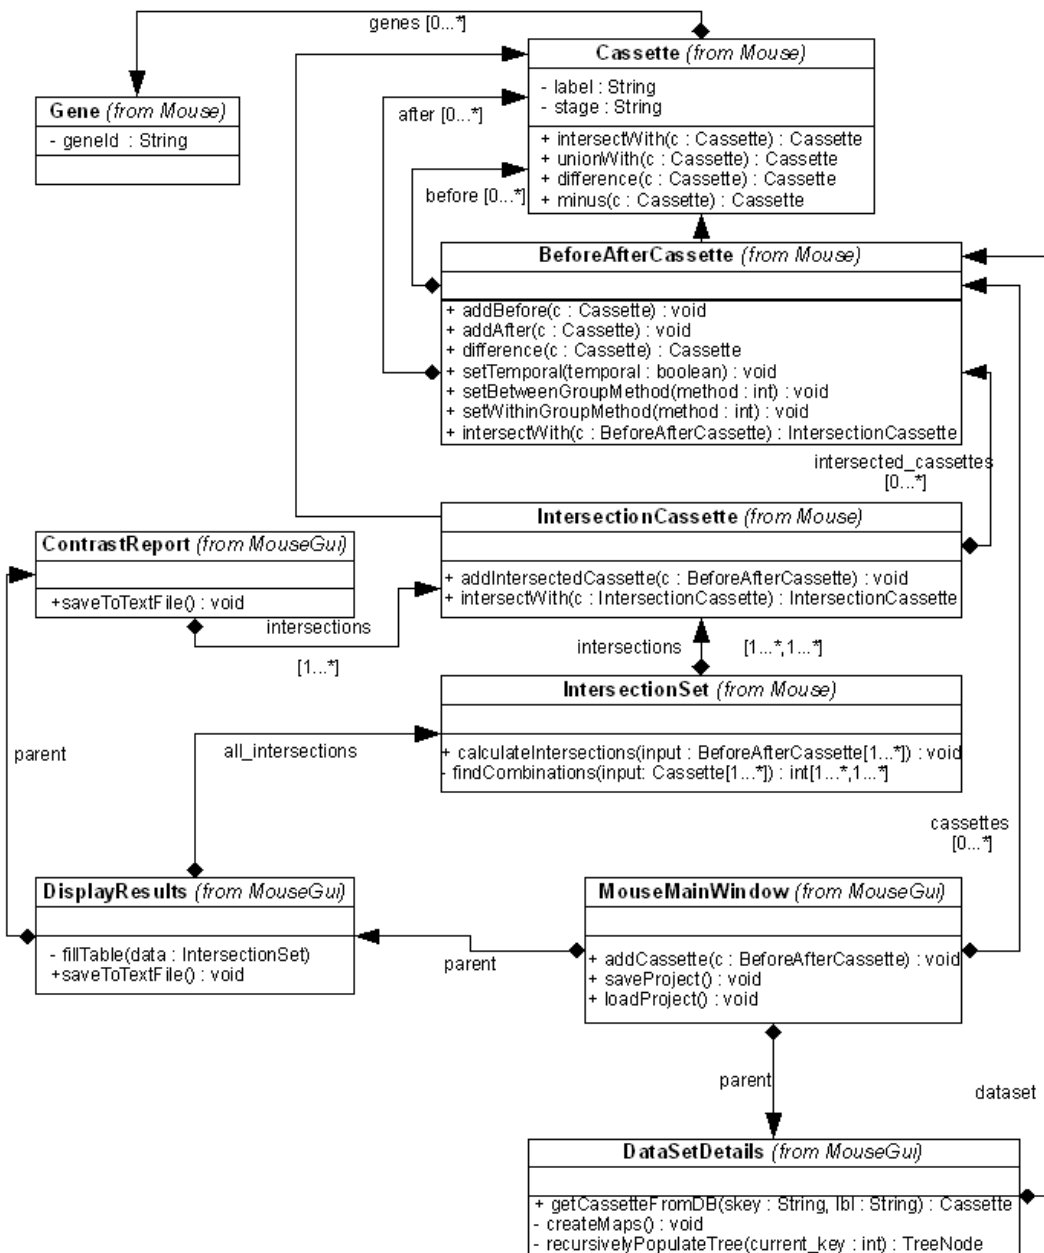 genes [0...*]
Cassette (from Mouse)
- label : String
- stage : String
+ intersectWith(c : Cassette) : Cassette
+ unionWith(c : Cassette) : Cassette
+ difference(c : Cassette) : Cassette
+ minus(c : Cassette) : Cassette
Gene (from Mouse)
- geneId : String
after [0...*]
before [0...*]
BeforeAfterCassette (from Mouse)
+ addBefore(c : Cassette) : void
+ addAfter(c : Cassette) : void
+ difference(c : Cassette) : Cassette
+ setTemporal(temporal : boolean) : void
+ setBetweenGroupMethod(method : int) : void
+ setWithinGroupMethod(method : int) : void
+ intersectWith(c : BeforeAfterCassette) : IntersectionCassette
intersected_cassettes
[0...*]
IntersectionCassette (from Mouse)
+ addIntersectedCassette(c : BeforeAfterCassette) : void
+ intersectWith(c : IntersectionCassette) : IntersectionCassette
ContrastReport (from MouseGui)
+saveToTextFile() : void
intersections
[1...*]
intersections
[1...*,1...*]
IntersectionSet (from Mouse)
+ calculateIntersections(input : BeforeAfterCassette[1...*]) : void
- findCombinations(input: Cassette[1...*]) : int[1...*,1...*]
parent
all_intersections
cassettes
[0...*]
DisplayResults (from MouseGui)
- fillTable(data : IntersectionSet)
+saveToTextFile() : void
parent
MouseMainWindow (from MouseGui)
+ addCassette(c : BeforeAfterCassette) : void
+ saveProject() : void
+ loadProject() : void
parent
dataset
DataSetDetails (from MouseGui)
+ getCassetteFromDB(skey : String, lbl : String) : Cassette
- createMaps() : void
- recursivelyPopulateTree(current_key : int) : TreeNode